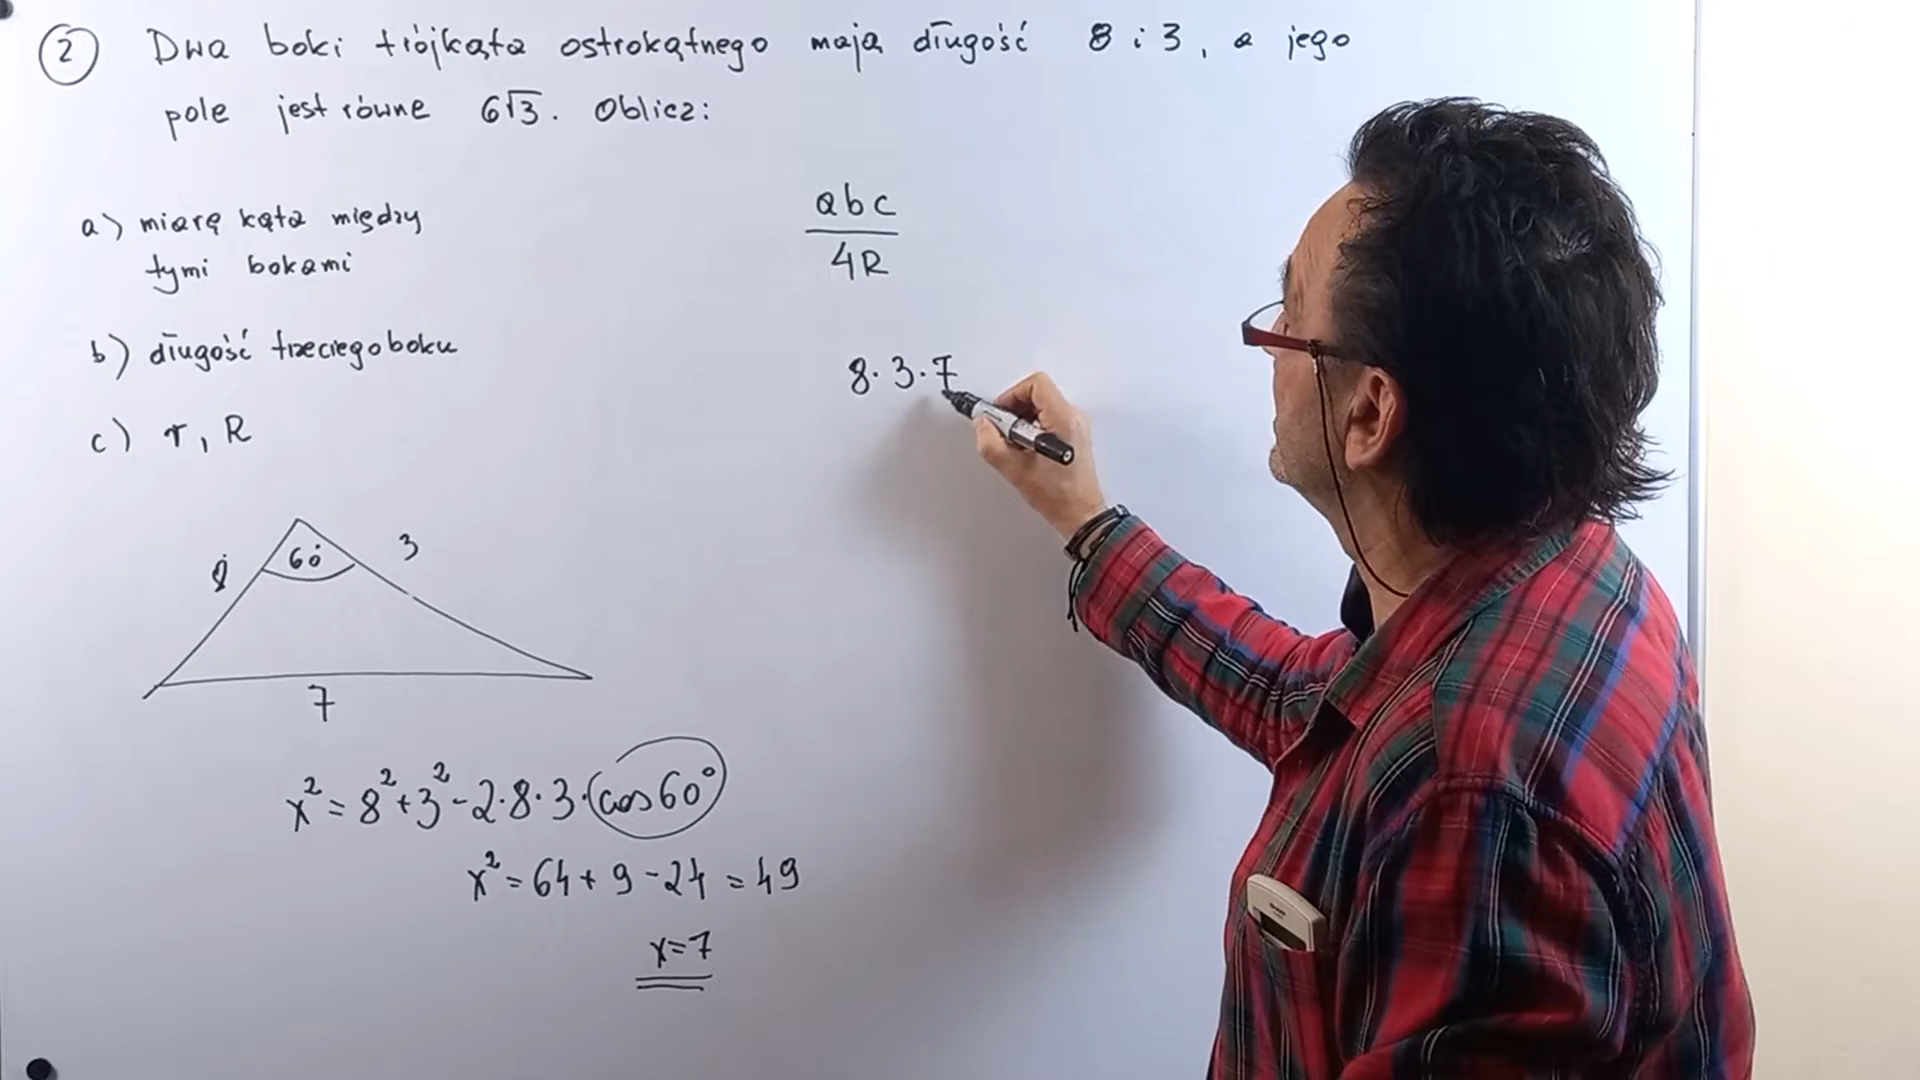 2 Dwa boki trójkąta ostrokątnego mają długość 8 i 3, a jego
pole jest równe 6√3. Oblicz:
a) miarę kąta między
tymi bokami
b) długość trzeciego boku
c) r, R
abc
4R
8·3·7
8 60° 3
7
x² = 8² + 3² - 2·8·3·cos60°
x² = 64 + 9 - 24 = 49
x = 7